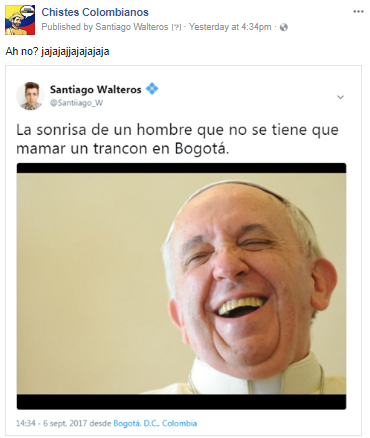 Chistes Colombianos
Published by Santiago Walteros [?] · Yesterday at 4:34pm ·
Ah no? jajajajjajajajaja
Santiago Walteros
@Santiiago_W
La sonrisa de un hombre que no se tiene que
mamar un trancon en Bogotá.
14:34 - 6 sept. 2017 desde Bogotá, D.C., Colombia